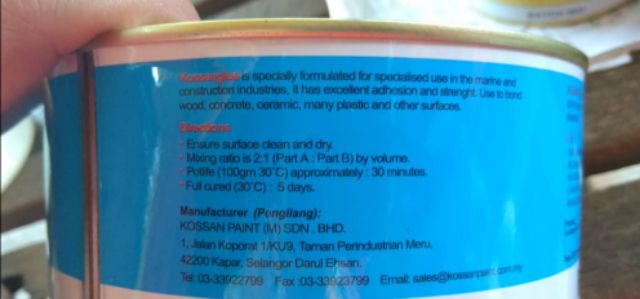 Kossanglue is specially formulated for specialised use in the marine and
construction industries, It has excellent adhesion and strenght. Use to bond
wood, concrete, ceramic, many plastic and other surfaces.
Directions
• Ensure surface clean and dry.
• Mixing ratio is 2:1 (Part A : Part B) by volume.
• Potlife (100gm 30°C) approximately : 30 minutes.
• Full cured (30°C) : 5 days.
Manufacturer (Pengilang):
KOSSAN PAINT (M) SDN . BHD.
1, Jalan Koporat 1/KU9, Taman Perindustrian Meru,
42200 Kapar, Selangor Darul Ehsan.
Tel: 03-33922799 Fax :03-33923799 Email: sales@kossanpaint.com.my